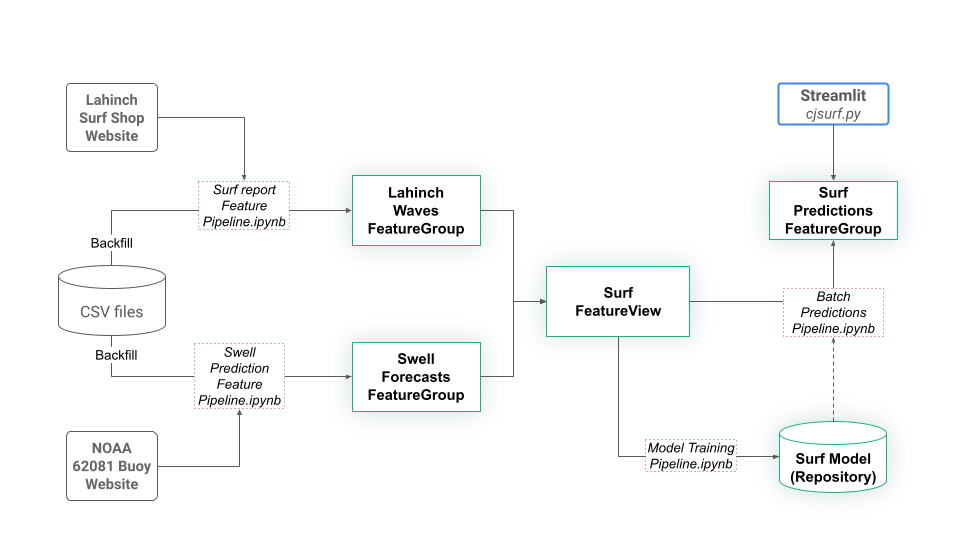 Lahinch
Surf Shop
Website
Streamlit
cjsurf.py
Surf report
Feature
Pipeline.ipynb
Lahinch
Waves
FeatureGroup
Surf
Predictions
FeatureGroup
Backfill
CSV files
Backfill
Surf
FeatureView
Batch
Predictions
Pipeline.ipynb
Swell
Prediction
Feature
Pipeline.ipynb
Swell
Forecasts
FeatureGroup
NOAA
62081 Buoy
Website
Model Training
Pipeline.ipynb
Surf Model
(Repository)